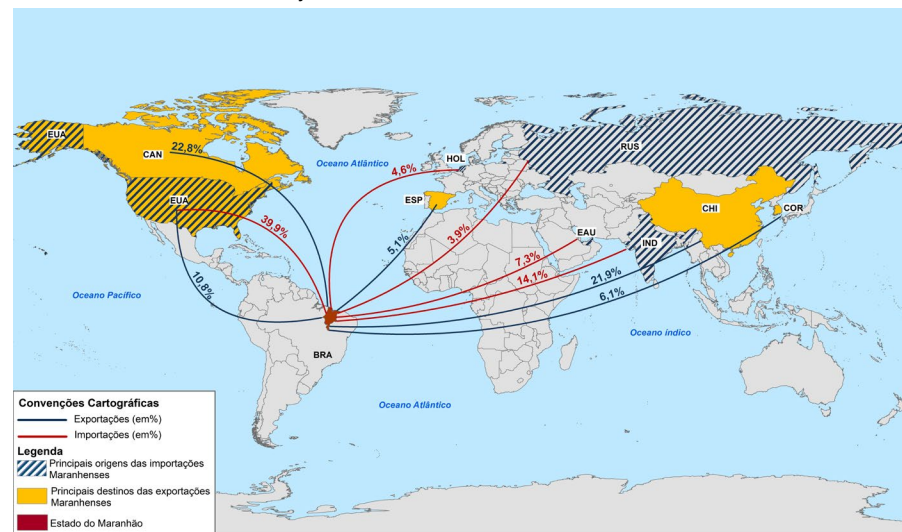 EUA
CAN
22,8%
Oceano Atlântico
HOL
RUS
4,6%
EUA
ESP
CHI
COR
39,9%
5,1%
3,9%
EAU
IND
7,3%
14,1%
21,9%
6,1%
10,8%
Oceano Pacífico
Oceano índico
BRA
Oceano Atlântico
Convenções Cartográficas
Exportações (em%)
Importações (em%)
Legenda
Principais origens das importações
Maranhenses
Principais destinos das exportações
Maranhenses
Estado do Maranhão